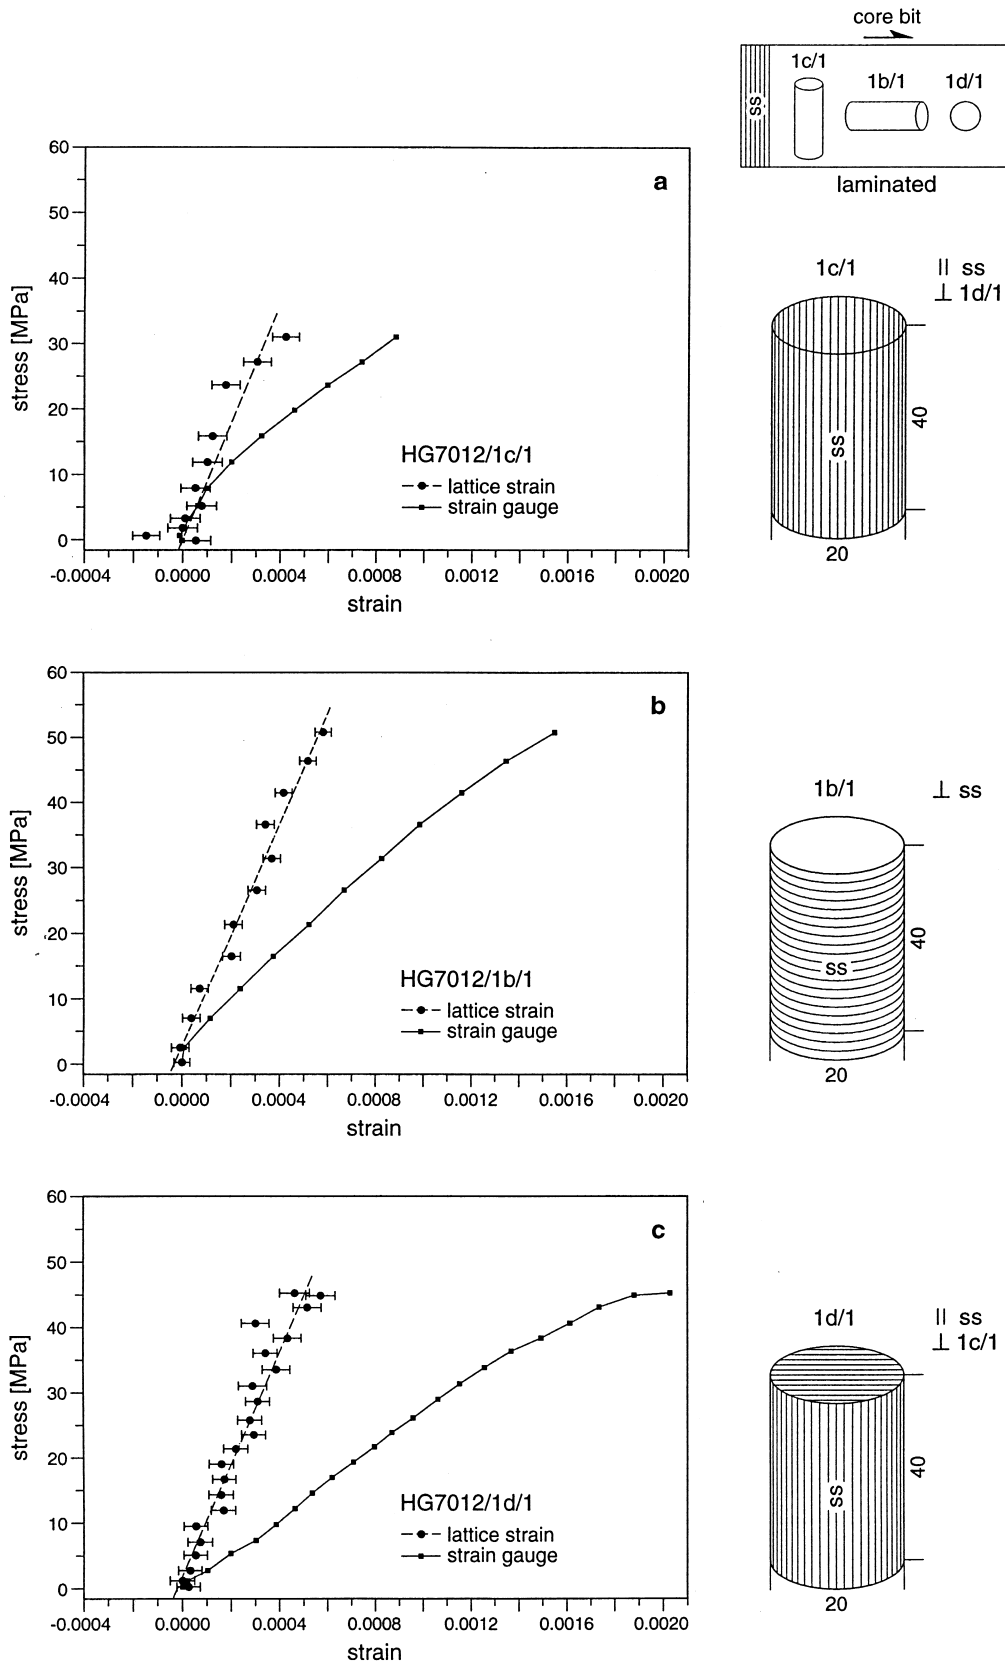 core bit
1c/1
1b/1
1d/1
ss
laminated
a
60
50
40
30
20
10
0
stress [MPa]
HG7012/1c/1
lattice strain
strain gauge
-0.0004 0.0000 0.0004 0.0008 0.0012 0.0016 0.0020
strain
1c/1
|| ss
⊥ 1d/1
ss
40
20
b
60
50
40
30
20
10
0
stress [MPa]
HG7012/1b/1
lattice strain
strain gauge
-0.0004 0.0000 0.0004 0.0008 0.0012 0.0016 0.0020
strain
1b/1
⊥ ss
ss
40
20
c
60
50
40
30
20
10
0
stress [MPa]
HG7012/1d/1
lattice strain
strain gauge
-0.0004 0.0000 0.0004 0.0008 0.0012 0.0016 0.0020
strain
1d/1
|| ss
⊥ 1c/1
ss
40
20